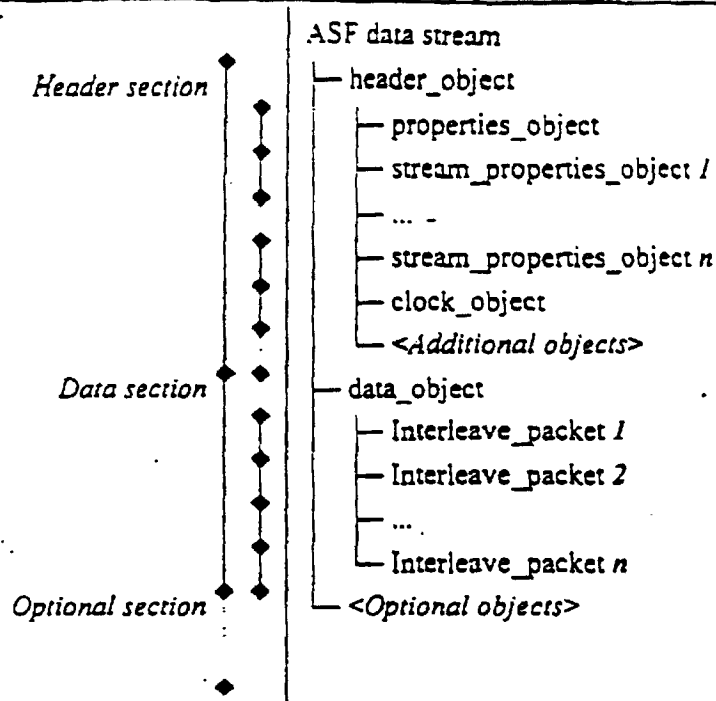 ASF data stream
Header section header_object
properties_object
stream_properties_object 1
...
stream_properties_object n
clock_object
<Additional objects>
Data section data_object
Interleave_packet 1
Interleave_packet 2
...
Interleave_packet n
Optional section <Optional objects>